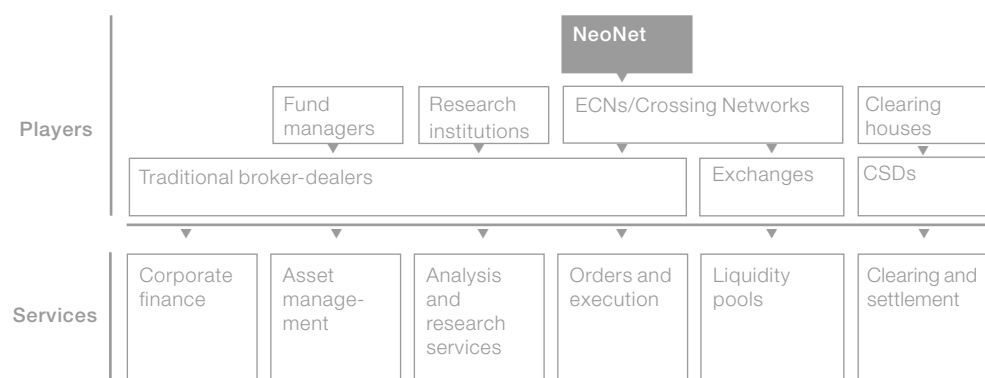 NeoNet
Players
Fund
managers
Research
institutions
ECNs/Crossing Networks
Clearing
houses
Traditional broker-dealers
Exchanges
CSDs
Services
Corporate
finance
Asset
manage-
ment
Analysis
and
research
services
Orders and
execution
Liquidity
pools
Clearing and
settlement